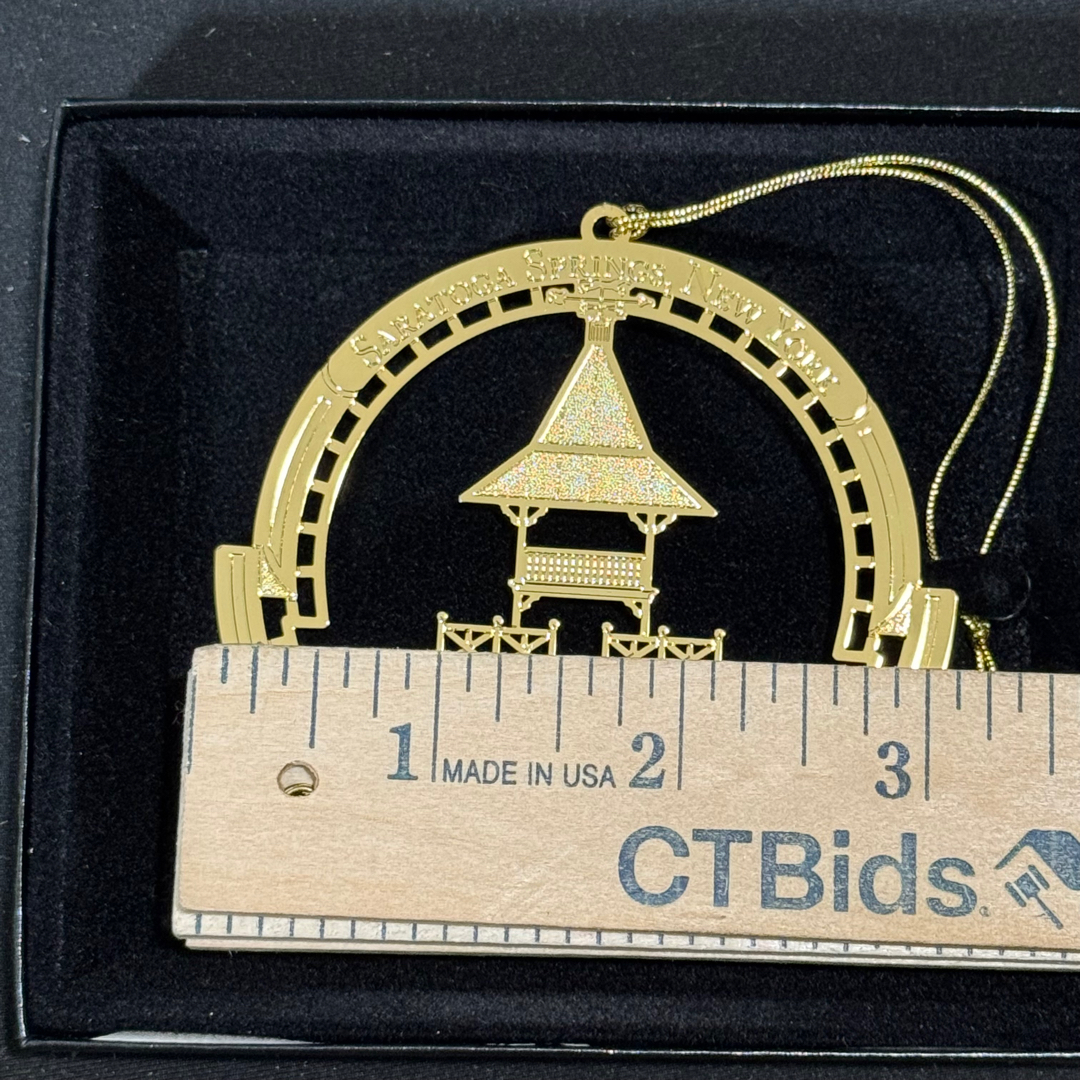 SARATOGA SPRINGS, NEW YORK
1 MADE IN USA 2 3
CTBids.